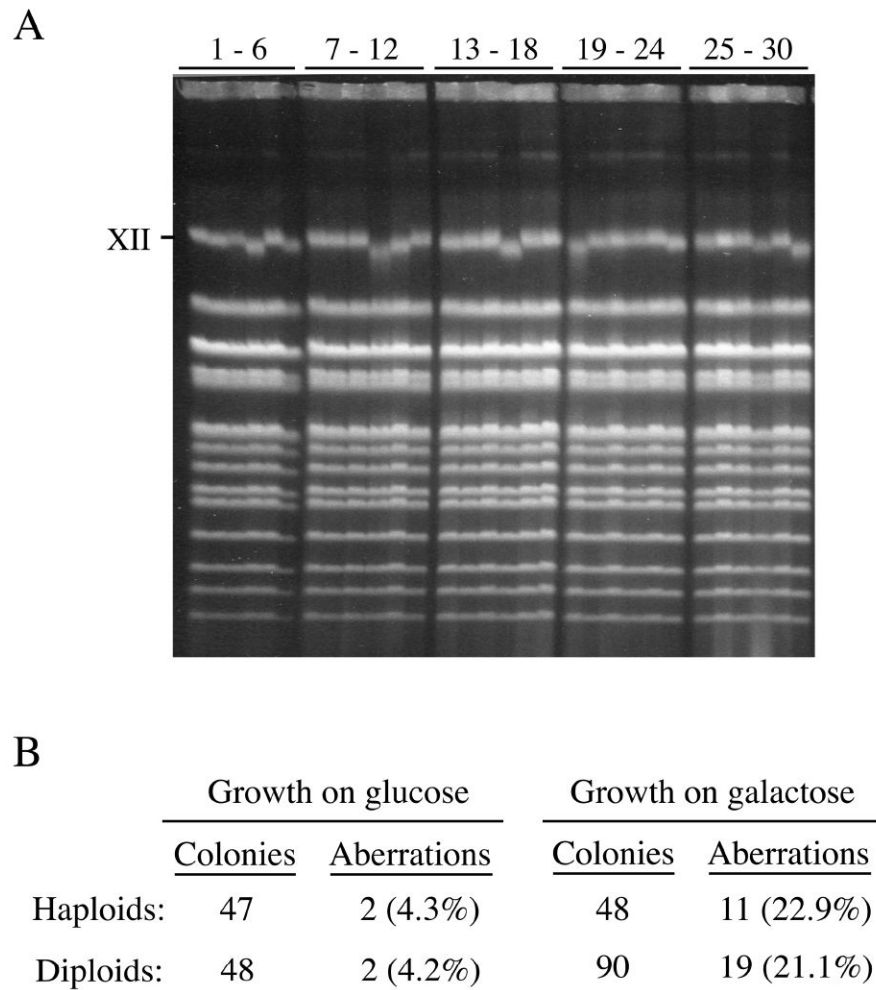 A
1 - 6 7 - 12 13 - 18 19 - 24 25 - 30
XII
B
Growth on glucose Growth on galactose
Colonies Aberrations Colonies Aberrations
Haploids: 47 2 (4.3%) 48 11 (22.9%)
Diploids: 48 2 (4.2%) 90 19 (21.1%)